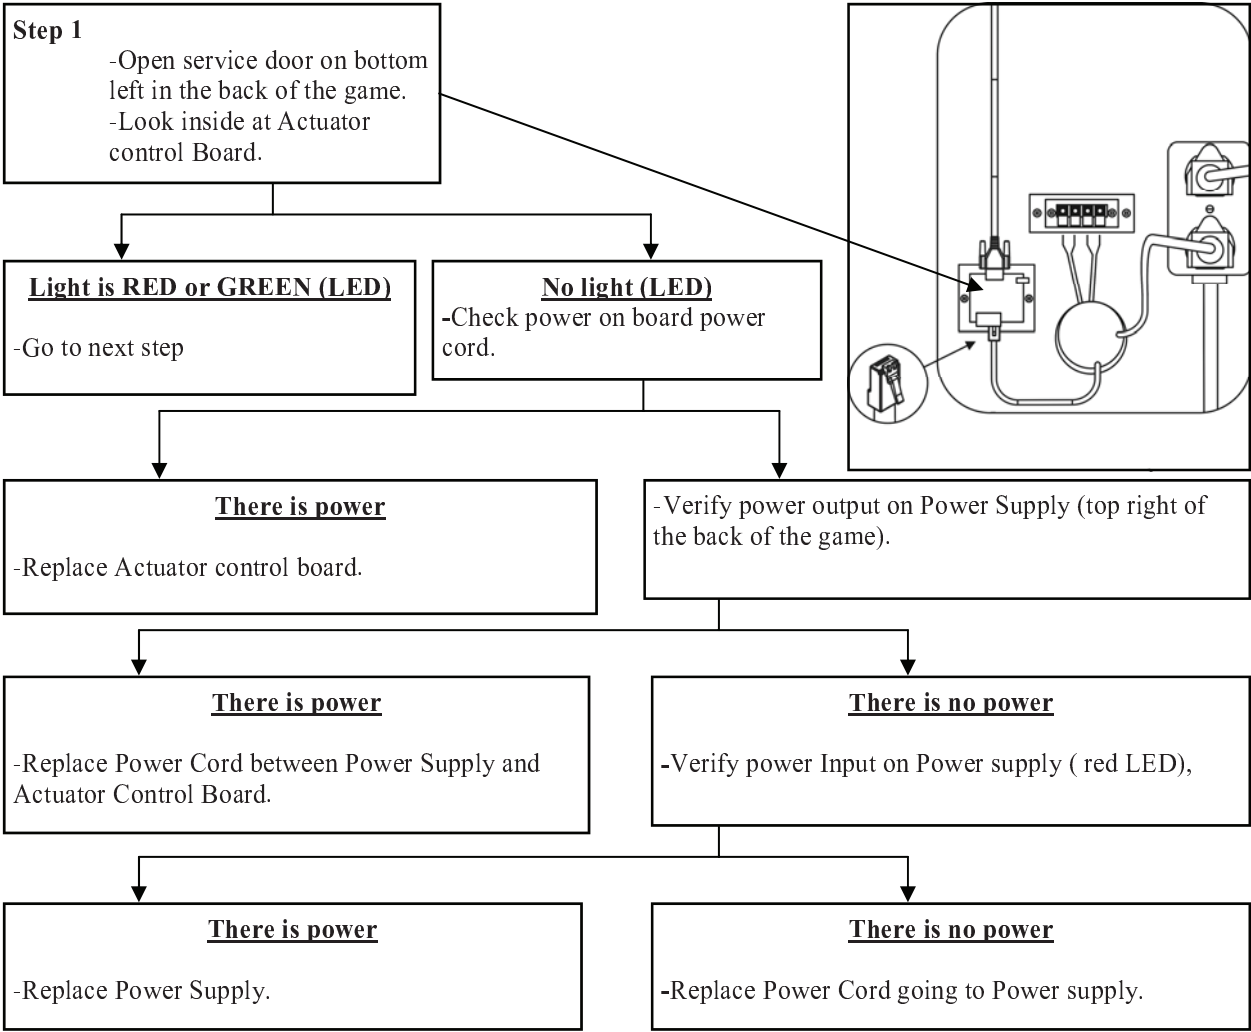 Step 1
-Open service door on bottom
left in the back of the game.
-Look inside at Actuator
control Board.
Light is RED or GREEN (LED)
-Go to next step
No light (LED)
-Check power on board power
cord.
There is power
-Replace Actuator control board.
-Verify power output on Power Supply (top right of
the back of the game).
There is power
-Replace Power Cord between Power Supply and
Actuator Control Board.
There is no power
-Verify power Input on Power supply ( red LED),
There is power
-Replace Power Supply.
There is no power
-Replace Power Cord going to Power supply.